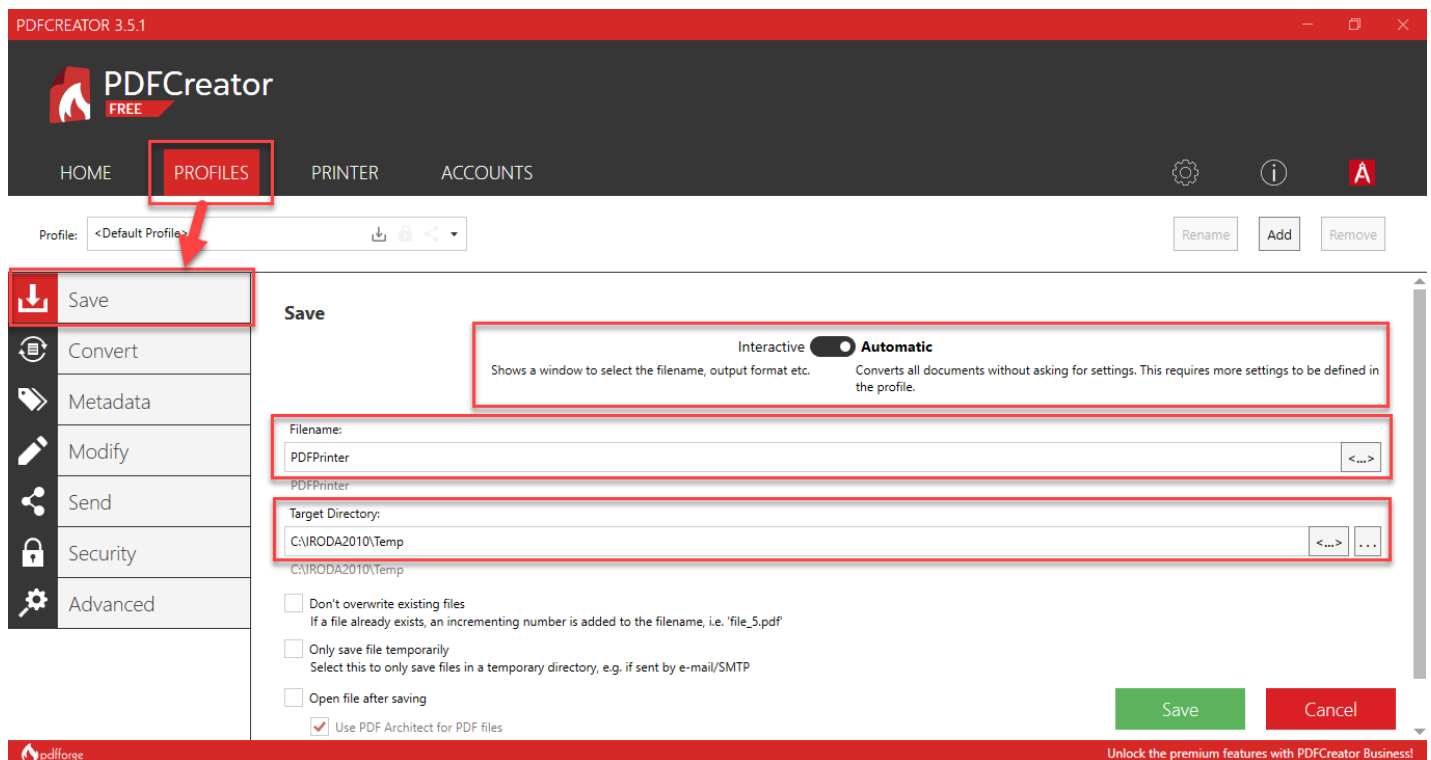 PDFCREATOR 3.5.1
PDFCreator
FREE
HOME PROFILES PRINTER ACCOUNTS
Profile: <Default Profile> Rename Add Remove
Save
Convert
Metadata
Modify
Send
Security
Advanced
Save
Interactive Automatic
Shows a window to select the filename, output format etc. Converts all documents without asking for settings. This requires more settings to be defined in
the profile.
Filename:
PDFPrinter <...>
PDFPrinter
Target Directory:
C:\IRODA2010\Temp <...> ...
C:\IRODA2010\Temp
Don't overwrite existing files
If a file already exists, an incrementing number is added to the filename, i.e. 'file_5.pdf'
Only save file temporarily
Select this to only save files in a temporary directory, e.g. if sent by e-mail/SMTP
Open file after saving
Use PDF Architect for PDF files
Save Cancel
pdfforge Unlock the premium features with PDFCreator Business!